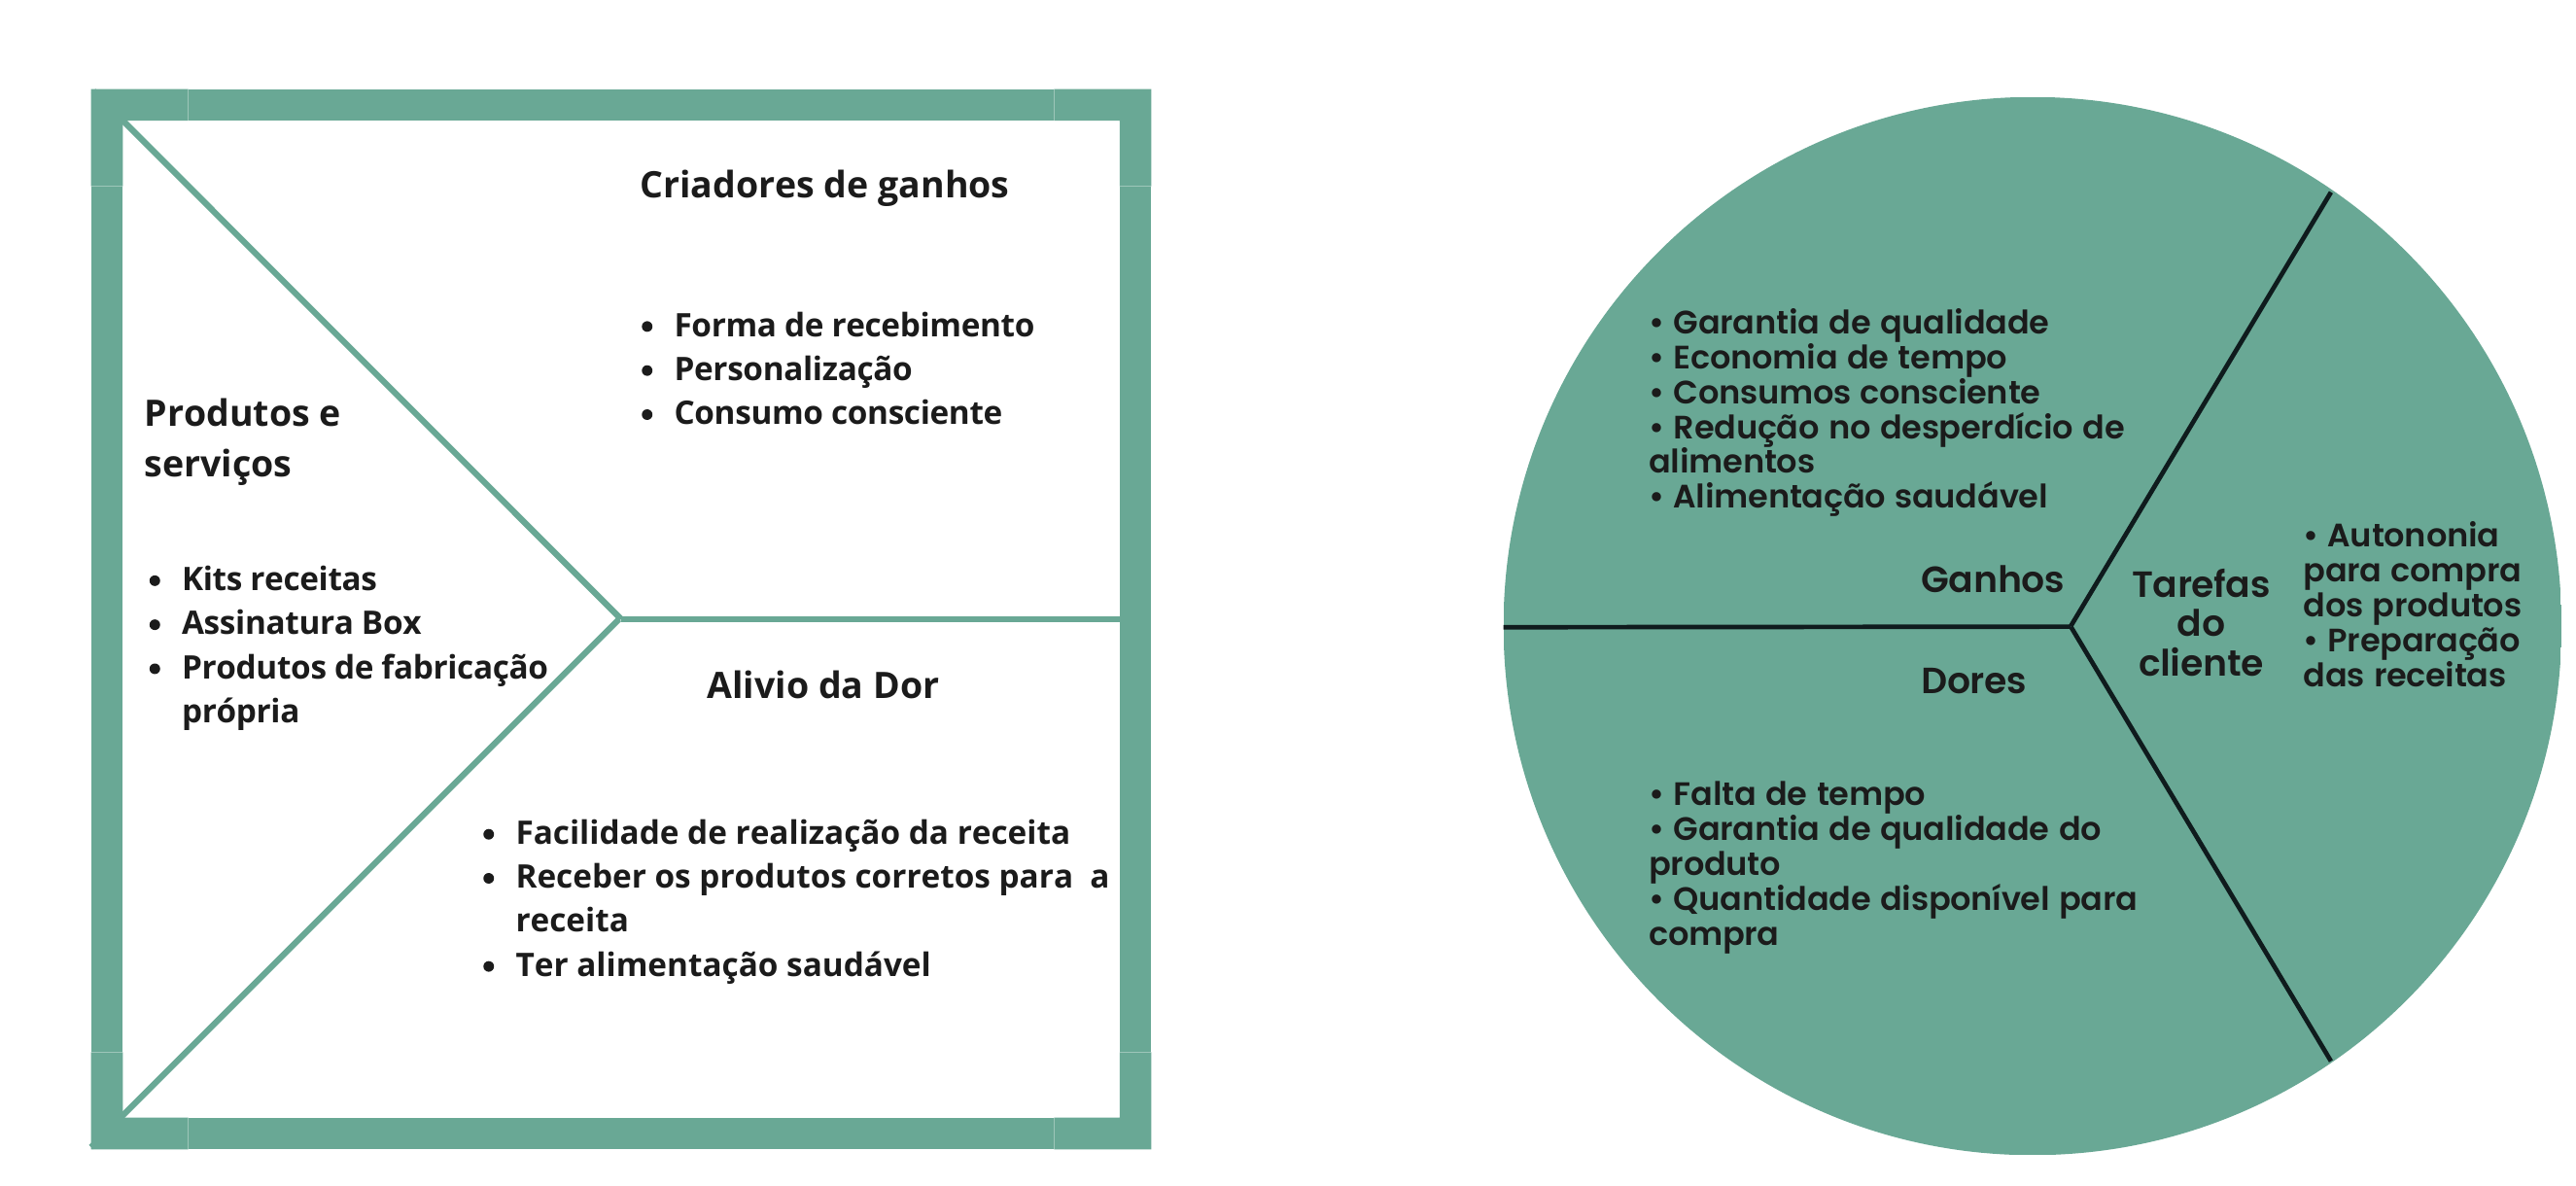 Criadores de ganhos
• Forma de recebimento
• Personalização
• Consumo consciente
Produtos e
serviços
• Kits receitas
• Assinatura Box
• Produtos de fabricação
própria
Alivio da Dor
• Facilidade de realização da receita
• Receber os produtos corretos para  a
receita
• Ter alimentação saudável
• Garantia de qualidade
• Economia de tempo
• Consumos consciente
• Redução no desperdício de
alimentos
• Alimentação saudável
Ganhos
Tarefas
do
cliente
• Autononia
para compra
dos produtos
• Preparação
das receitas
Dores
• Falta de tempo
• Garantia de qualidade do
produto
• Quantidade disponível para
compra